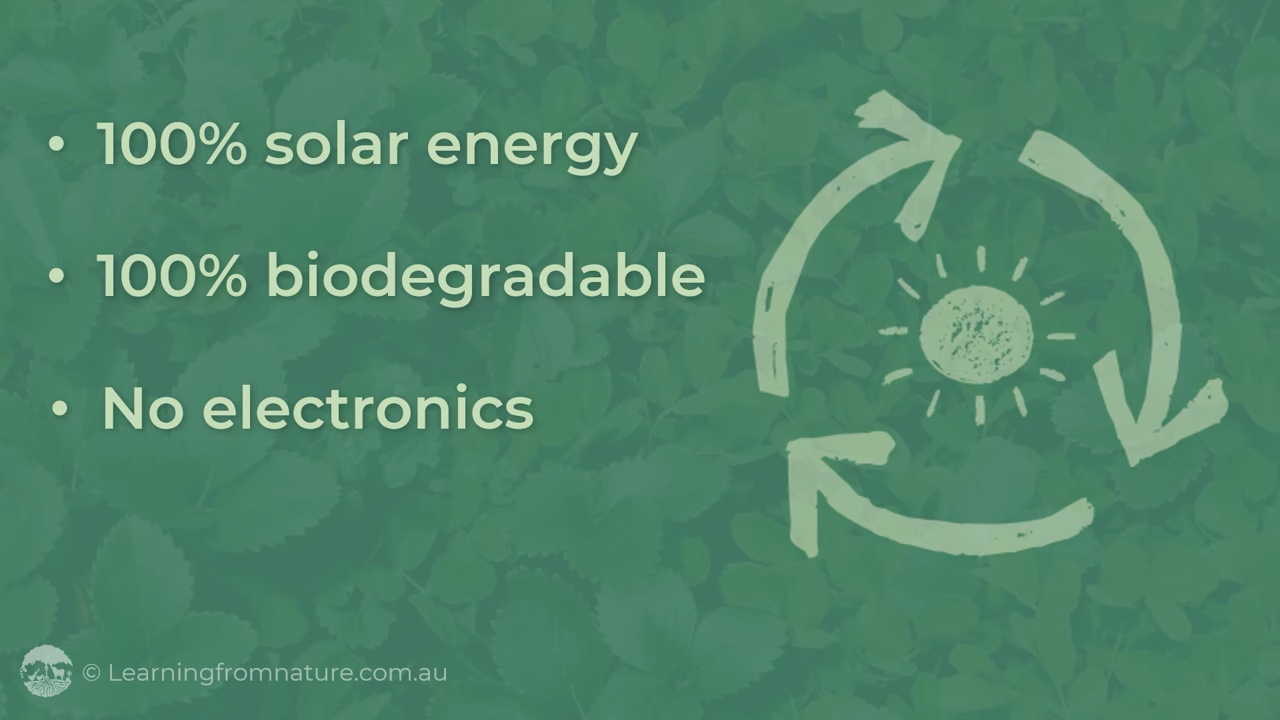 • 100% solar energy
• 100% biodegradable
• No electronics
© Learningfromnature.com.au